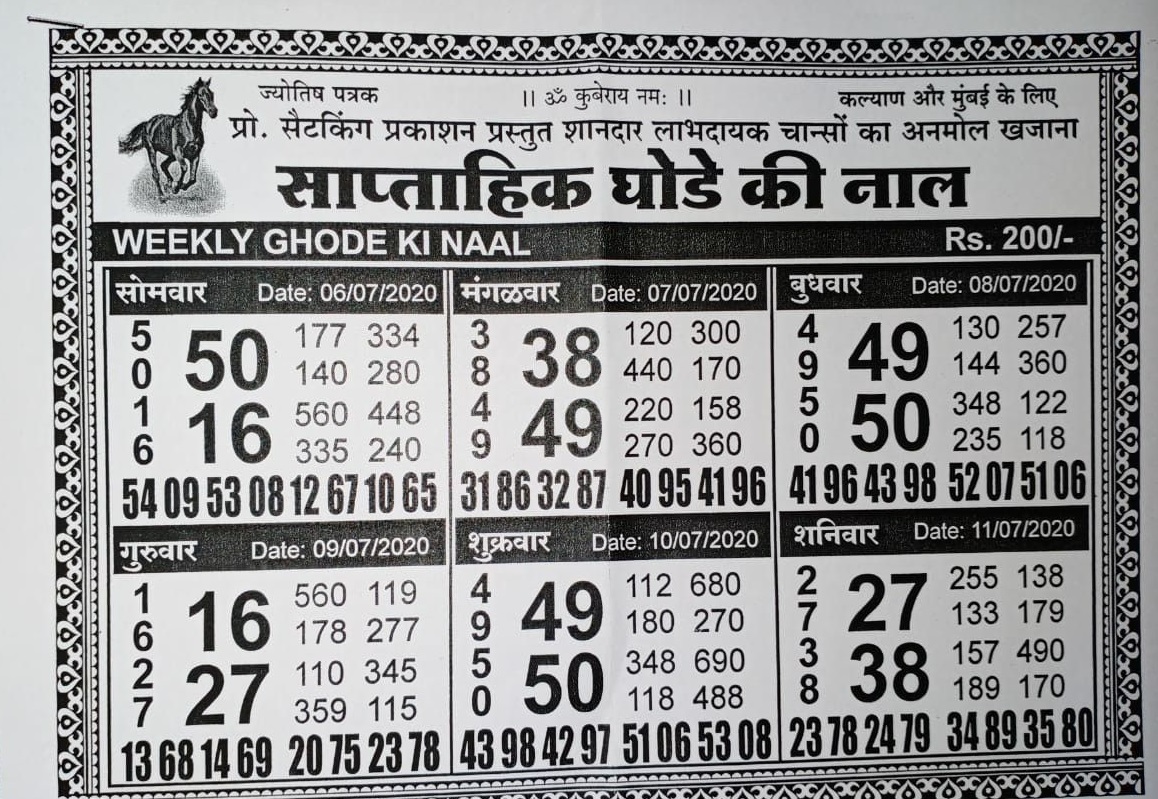 ज्योतिष पत्रक || ॐ कुबेराय नमः || कल्याण और मुंबई के लिए
प्रो. सैटकिंग प्रकाशन प्रस्तुत शानदार लाभदायक चान्सों का अनमोल खजाना
साप्ताहिक घोडे की नाल
WEEKLY GHODE KI NAAL Rs. 200/-
सोमवार Date: 06/07/2020
5 50 177 334
0 140 280
1 16 560 448
6 335 240
54 09 53 08 12 67 10 65
मंगळवार Date: 07/07/2020
3 38 120 300
8 440 170
4 49 220 158
9 270 360
31 86 32 87 40 95 41 96
बुधवार Date: 08/07/2020
4 49 130 257
9 144 360
5 50 348 122
0 235 118
41 96 43 98 52 07 51 06
गुरुवार Date: 09/07/2020
1 16 560 119
6 178 277
2 27 110 345
7 359 115
13 68 14 69 20 75 23 78
शुक्रवार Date: 10/07/2020
4 49 112 680
9 180 270
5 50 348 690
0 118 488
43 98 42 97 51 06 53 08
शनिवार Date: 11/07/2020
2 27 255 138
7 133 179
3 38 157 490
8 189 170
23 78 24 79 34 89 35 80